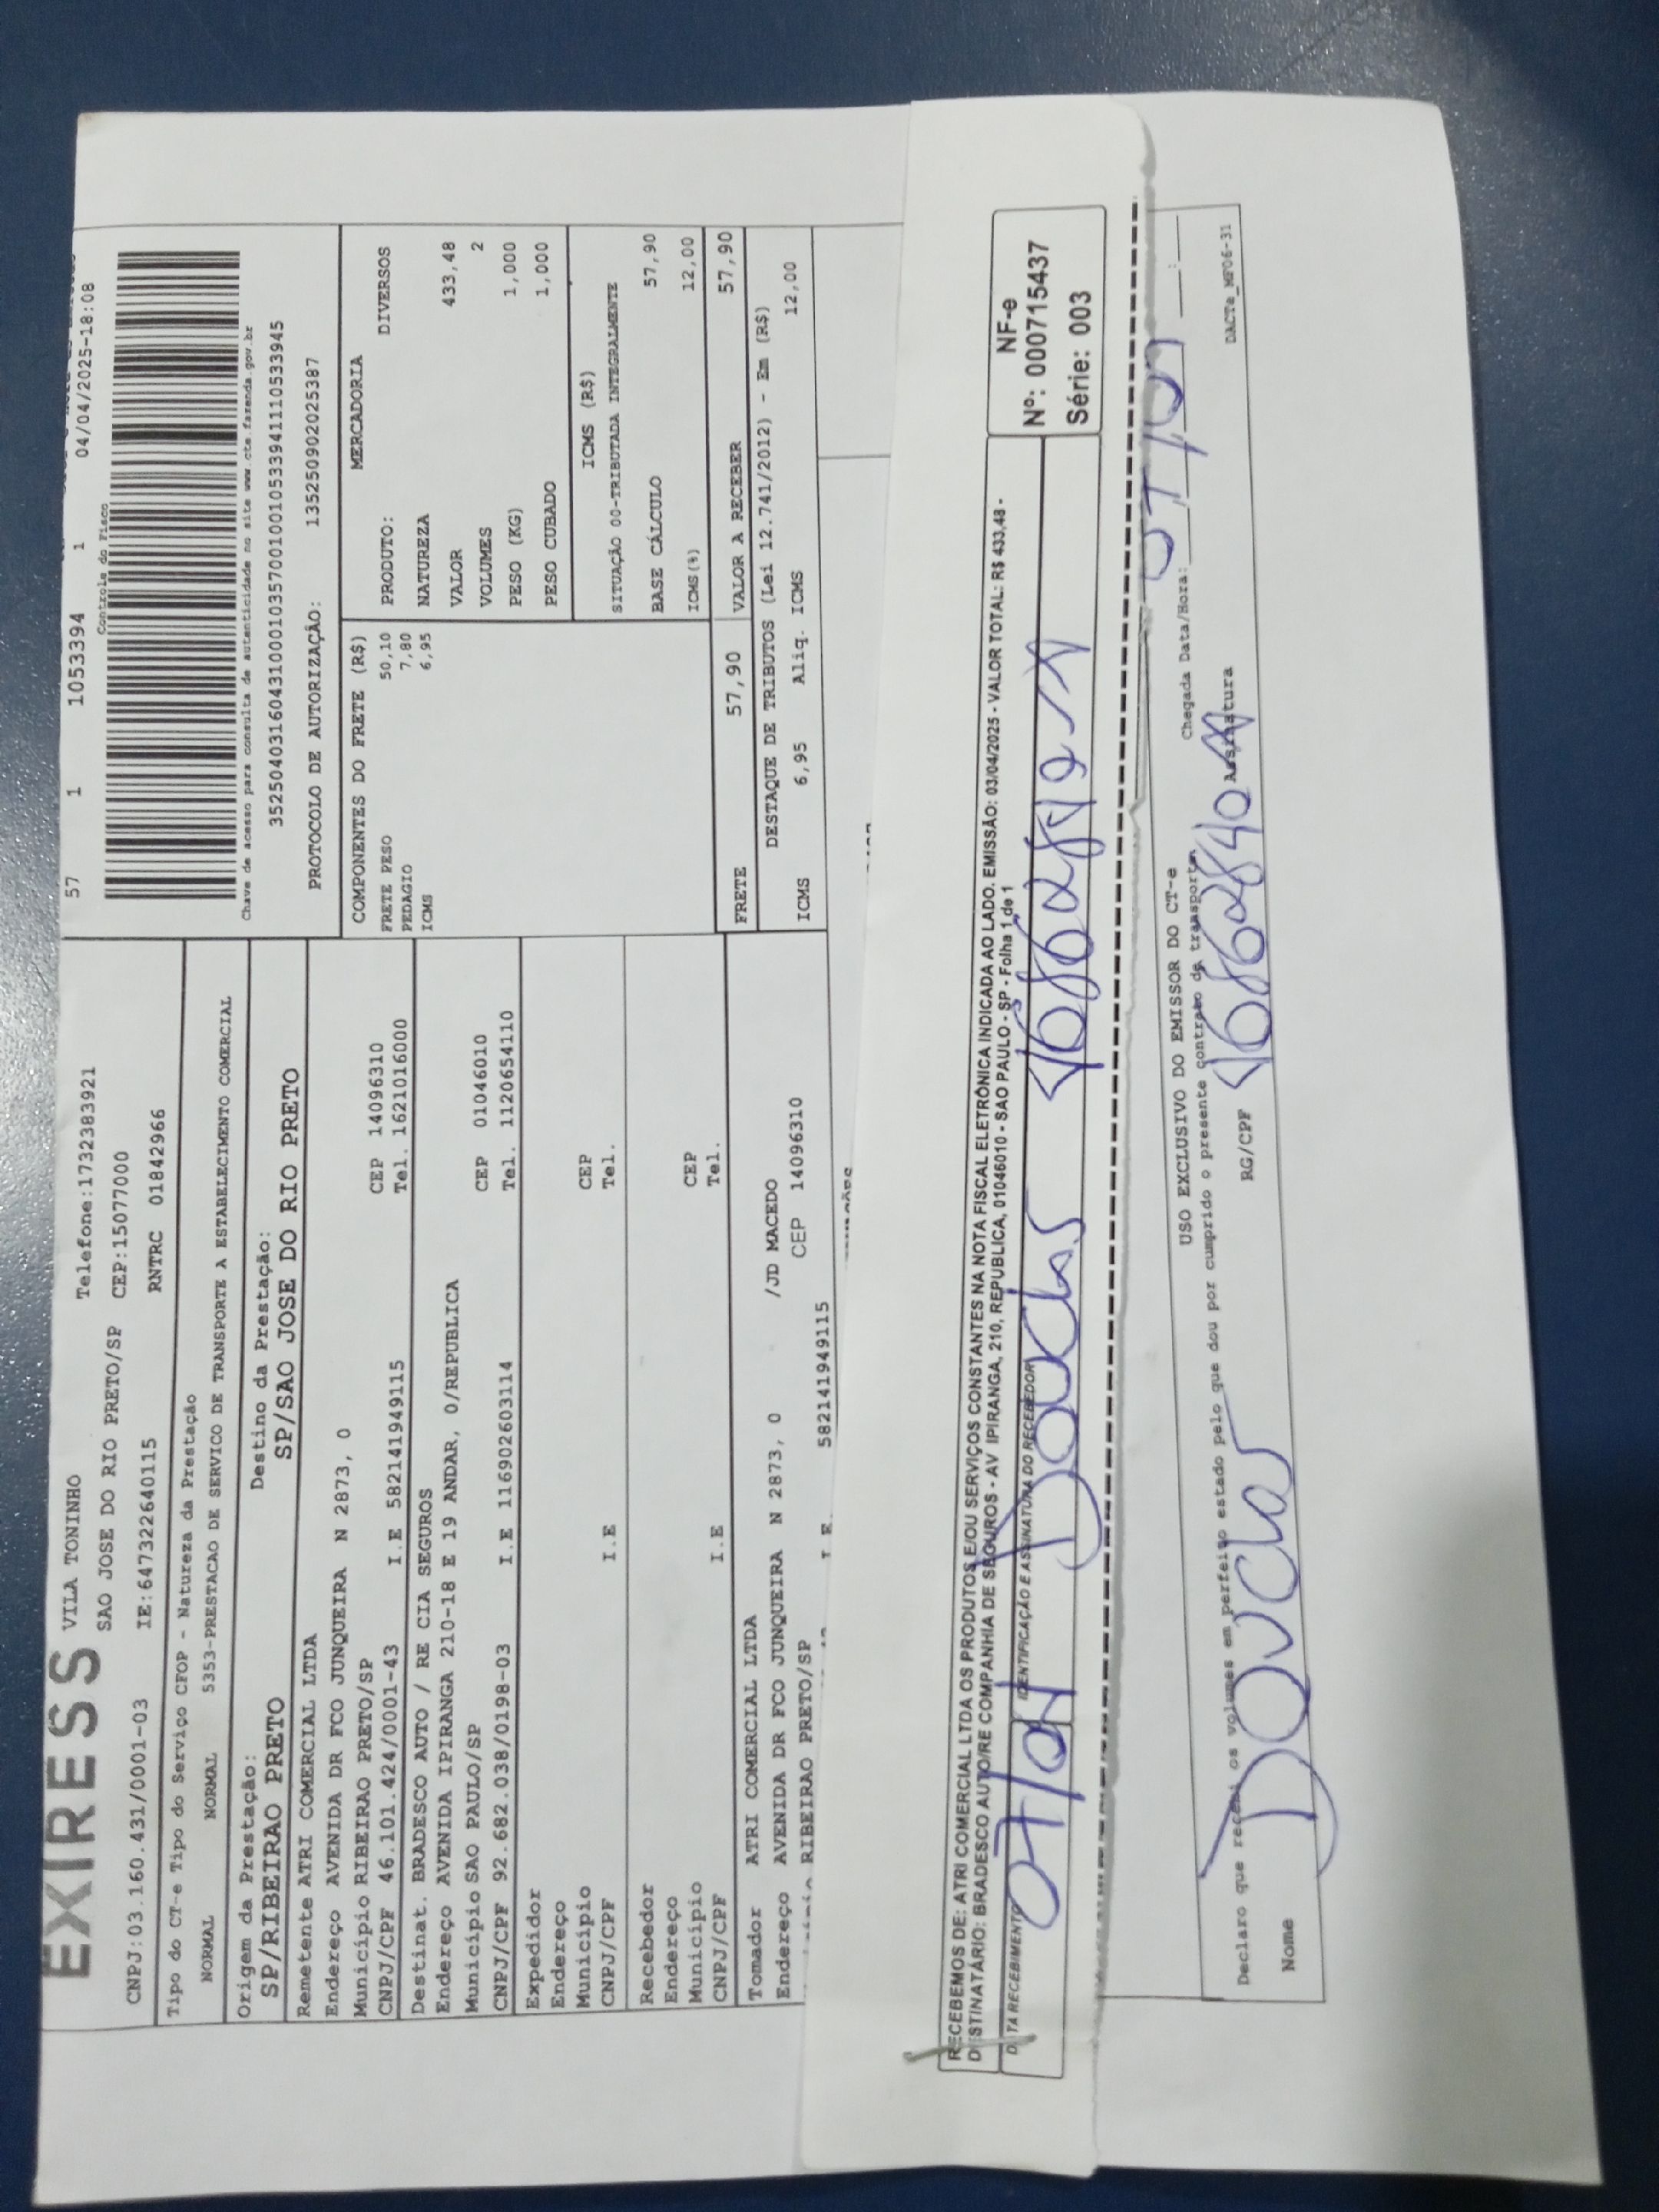 57 1 1053394 1 04/04/2025-18:08
EXIRESS
VILA TONINHO Telefone:1732383921
SAO JOSE DO RIO PRETO/SP CEP:15077000
CNPJ:03.160.431/0001-03 IE:647322640115 RNTRC 01842966
Controle do Fisco
Chave de acesso para consulta de autenticidade no site www.cte.fazenda.gov.br
35250403160431000103570010010533941110533945
PROTOCOLO DE AUTORIZAÇÃO: 135250902025387
Tipo do CT-e Tipo do Serviço CFOP - Natureza da Prestação
NORMAL NORMAL 5353-PRESTACAO DE SERVICO DE TRANSPORTE A ESTABELECIMENTO COMERCIAL
Origem da Prestação: Destino da Prestação:
SP/RIBEIRAO PRETO SP/SAO JOSE DO RIO PRETO
Remetente ATRI COMERCIAL LTDA
Endereço AVENIDA DR FCO JUNQUEIRA N 2873, 0
Município RIBEIRAO PRETO/SP CEP 14096310
CNPJ/CPF 46.101.424/0001-43 I.E 582141949115 Tel. 1621016000
Destinat. BRADESCO AUTO / RE CIA SEGUROS
Endereço AVENIDA IPIRANGA 210-18 E 19 ANDAR, 0/REPUBLICA
Município SAO PAULO/SP CEP 01046010
CNPJ/CPF 92.682.038/0198-03 I.E 116902603114 Tel. 1120654110
Expedidor
Endereço
Município CEP
CNPJ/CPF I.E Tel.
Recebedor
Endereço
Município CEP
CNPJ/CPF I.E Tel.
Tomador ATRI COMERCIAL LTDA
Endereço AVENIDA DR FCO JUNQUEIRA N 2873, 0 /JD MACEDO
RIBEIRAO PRETO/SP CEP 14096310
582141949115
COMPONENTES DO FRETE (R$)
FRETE PESO 50,10
PEDAGIO 7,80
ICMS 6,95
MERCADORIA
PRODUTO: DIVERSOS
NATUREZA
VALOR 433,48
VOLUMES 2
PESO (KG) 1,000
PESO CUBADO 1,000
ICMS (R$)
SITUAÇÃO 00-TRIBUTADA INTEGRALMENTE
BASE CÁLCULO 57,90
ICMS(%) 12,00
FRETE 57,90 VALOR A RECEBER 57,90
DESTAQUE DE TRIBUTOS (Lei 12.741/2012) - Em (R$)
ICMS 6,95 Aliq. ICMS 12,00
RECEBEMOS DE: ATRI COMERCIAL LTDA OS PRODUTOS E/OU SERVIÇOS CONSTANTES NA NOTA FISCAL ELETRÔNICA INDICADA AO LADO. EMISSÃO: 03/04/2025 - VALOR TOTAL: R$ 433,48 -
DESTINATÁRIO: BRADESCO AUTO/RE COMPANHIA DE SEGUROS - AV IPIRANGA, 210, REPUBLICA, 01046010 - SAO PAULO - SP - Folha 1 de 1
DATA RECEBIMENTO IDENTIFICAÇÃO E ASSINATURA DO RECEBEDOR
NF-e
Nº: 000715437
Série: 003
USO EXCLUSIVO DO EMISSOR DO CT-e
Declaro que recebi os volumes em perfeito estado pelo que dou por cumprido o presente contrato de transporte
Chegada Data/Hora:
Nome RG/CPF Assinatura
DACTe_MP06-31